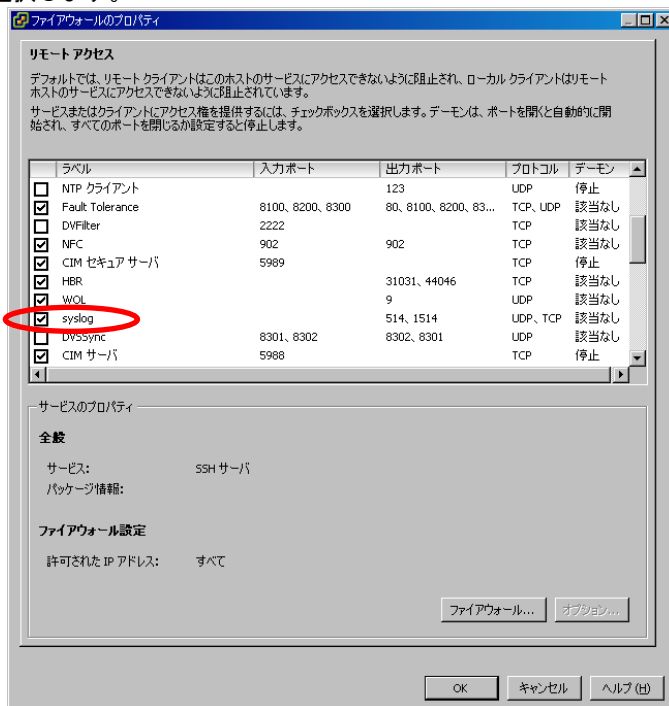 ファイアウォールのプロパティ
リモート アクセス
デフォルトでは、リモート クライアントはこのホストのサービスにアクセスできないように阻止され、ローカル クライアントはリモート
ホストのサービスにアクセスできないように阻止されています。
サービスまたはクライアントにアクセス権を提供するには、チェックボックスを選択します。デーモンは、ポートを開くと自動的に開
始され、すべてのポートを閉じるか設定すると停止します。
ラベル 入力ポート 出力ポート プロトコル デーモン
NTP クライアント 123 UDP 停止
Fault Tolerance 8100、8200、8300 80、8100、8200、83... TCP、UDP 該当なし
DVFilter 2222 TCP 該当なし
NFC 902 902 TCP 該当なし
CIM セキュア サーバ 5989 TCP 停止
HBR 31031、44046 TCP 該当なし
WOL 9 UDP 該当なし
syslog 514、1514 UDP、TCP 該当なし
DVSSync 8301、8302 8302、8301 UDP 該当なし
CIM サーバ 5988 TCP 停止
サービスのプロパティ
全般
サービス: SSH サーバ
パッケージ情報:
ファイアウォール設定
許可された IP アドレス: すべて
ファイアウォール... オプション...
OK キャンセル ヘルプ (H)